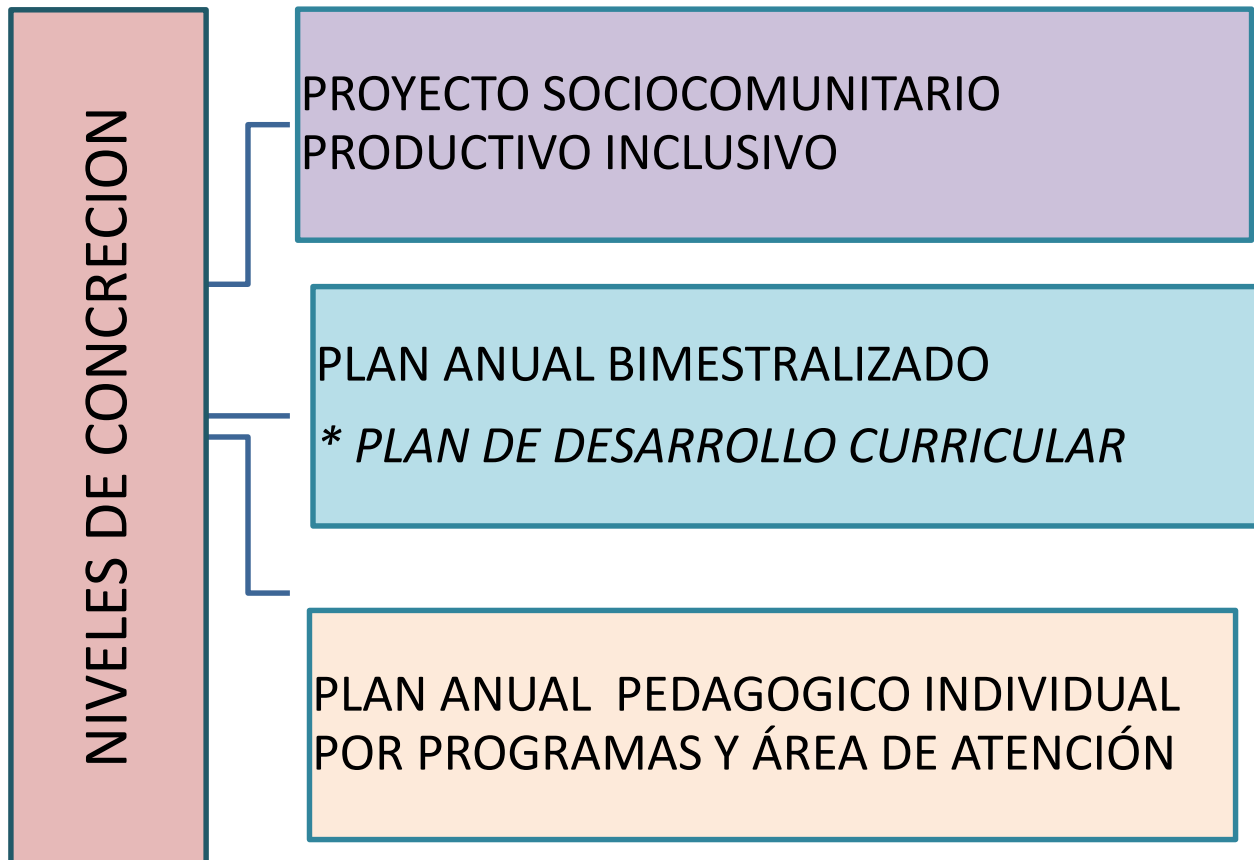 NIVELES DE CONCRECION
PROYECTO SOCIOCOMUNITARIO
PRODUCTIVO INCLUSIVO
PLAN ANUAL BIMESTRALIZADO
* PLAN DE DESARROLLO CURRICULAR
PLAN ANUAL  PEDAGOGICO INDIVIDUAL
POR PROGRAMAS Y ÁREA DE ATENCIÓN